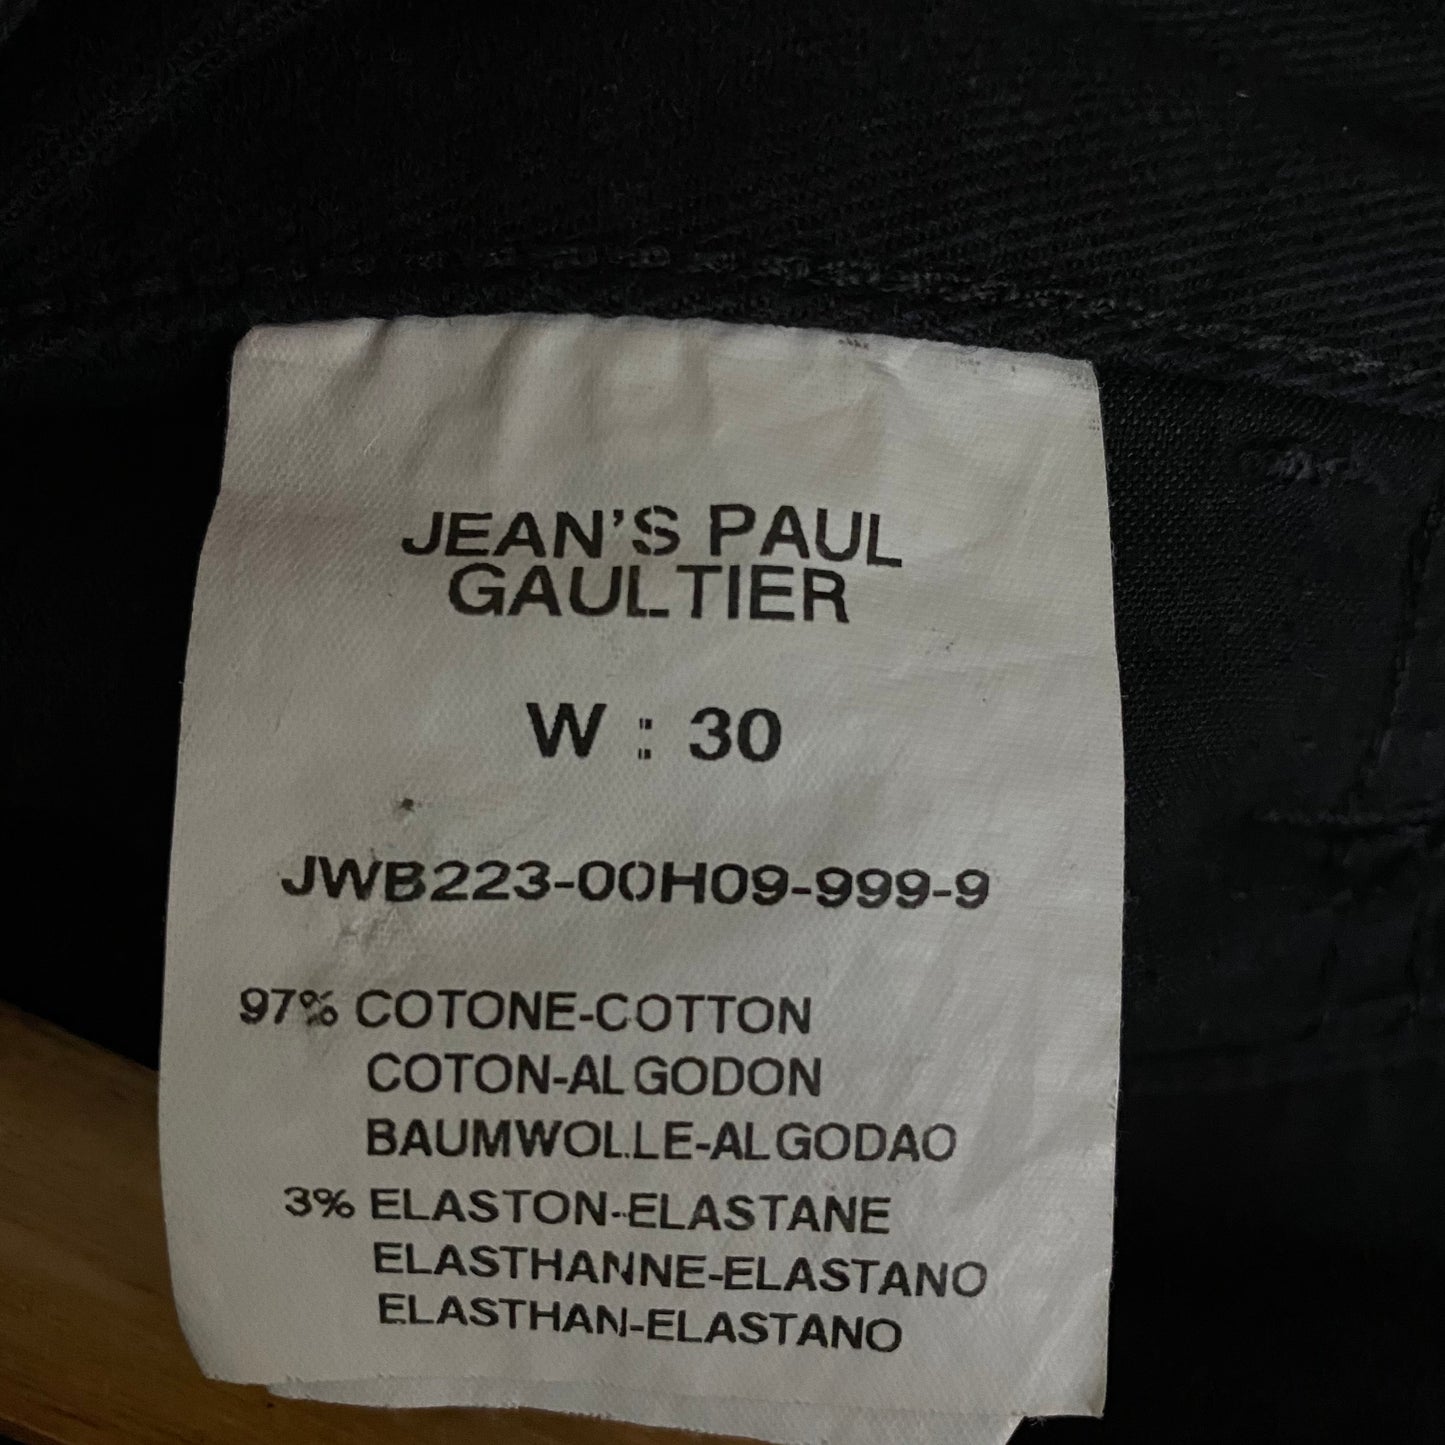 JEAN'S PAUL
GAULTIER
W : 30
JWB223-00H09-999-9
97% COTONE-COTTON
COTON-ALGODON
BAUMWOLLE-ALGODAO
3% ELASTON-ELASTANE
ELASTHANNE-ELASTANO
ELASTHAN-ELASTANO